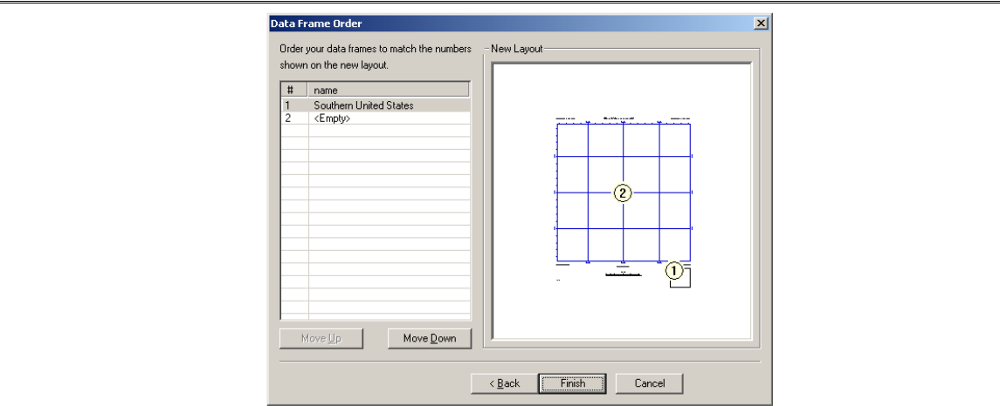 Data Frame Order
Order your data frames to match the numbers
shown on the new layout.
# name
1 Southern United States
2 <Empty>
Move Up Move Down
New Layout
2
1
< Back Finish Cancel